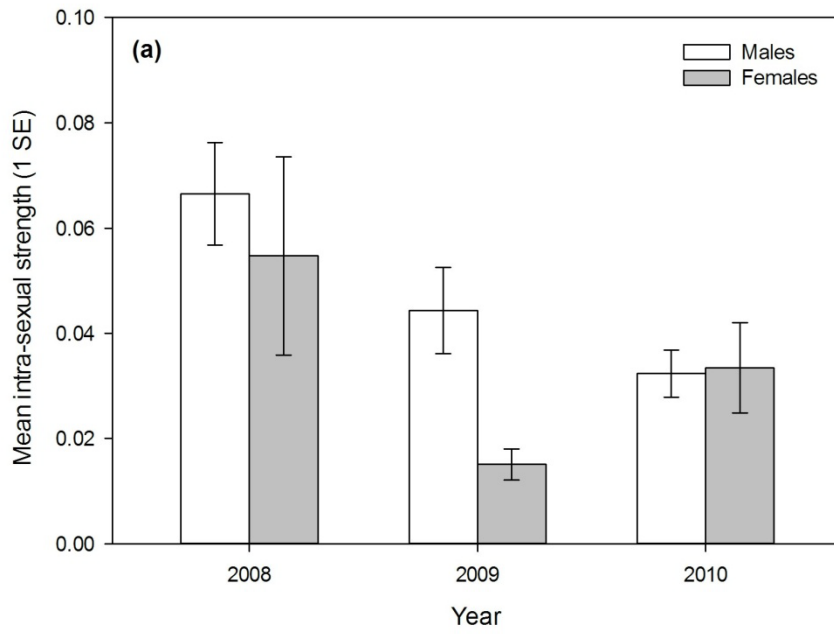 0.10
(a)
Males
Females
0.08
0.06
0.04
0.02
0.00
Mean intra-sexual strength (1 SE)
2008
2009
2010
Year